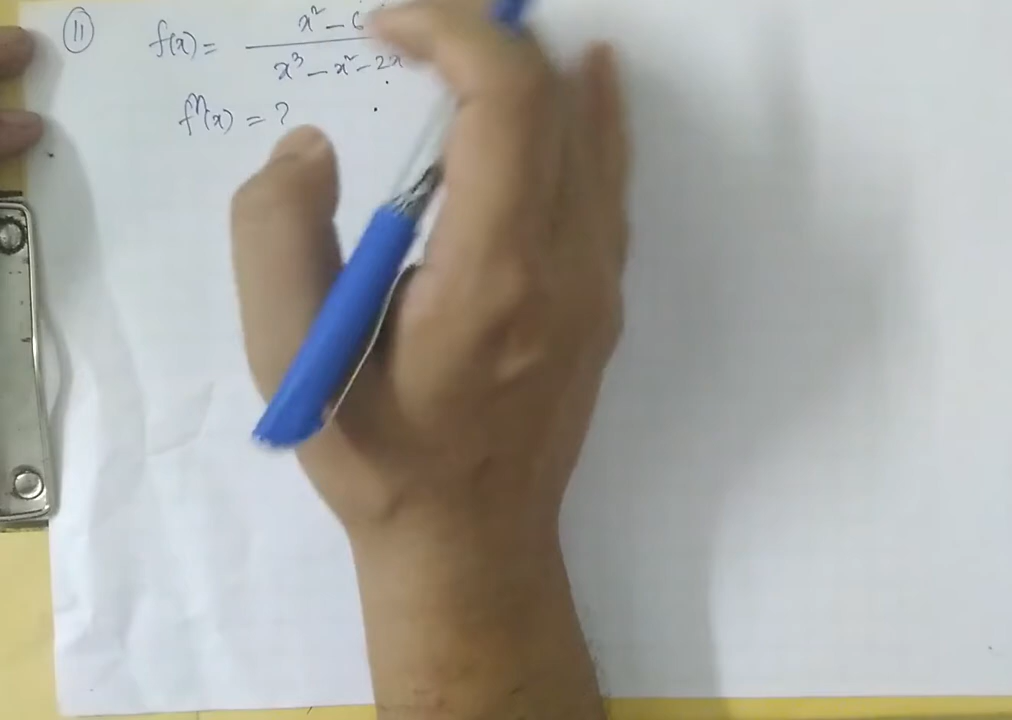 11 f(x) = x² – 6 / x³ – x² – 2x
fⁿ(x) = ?